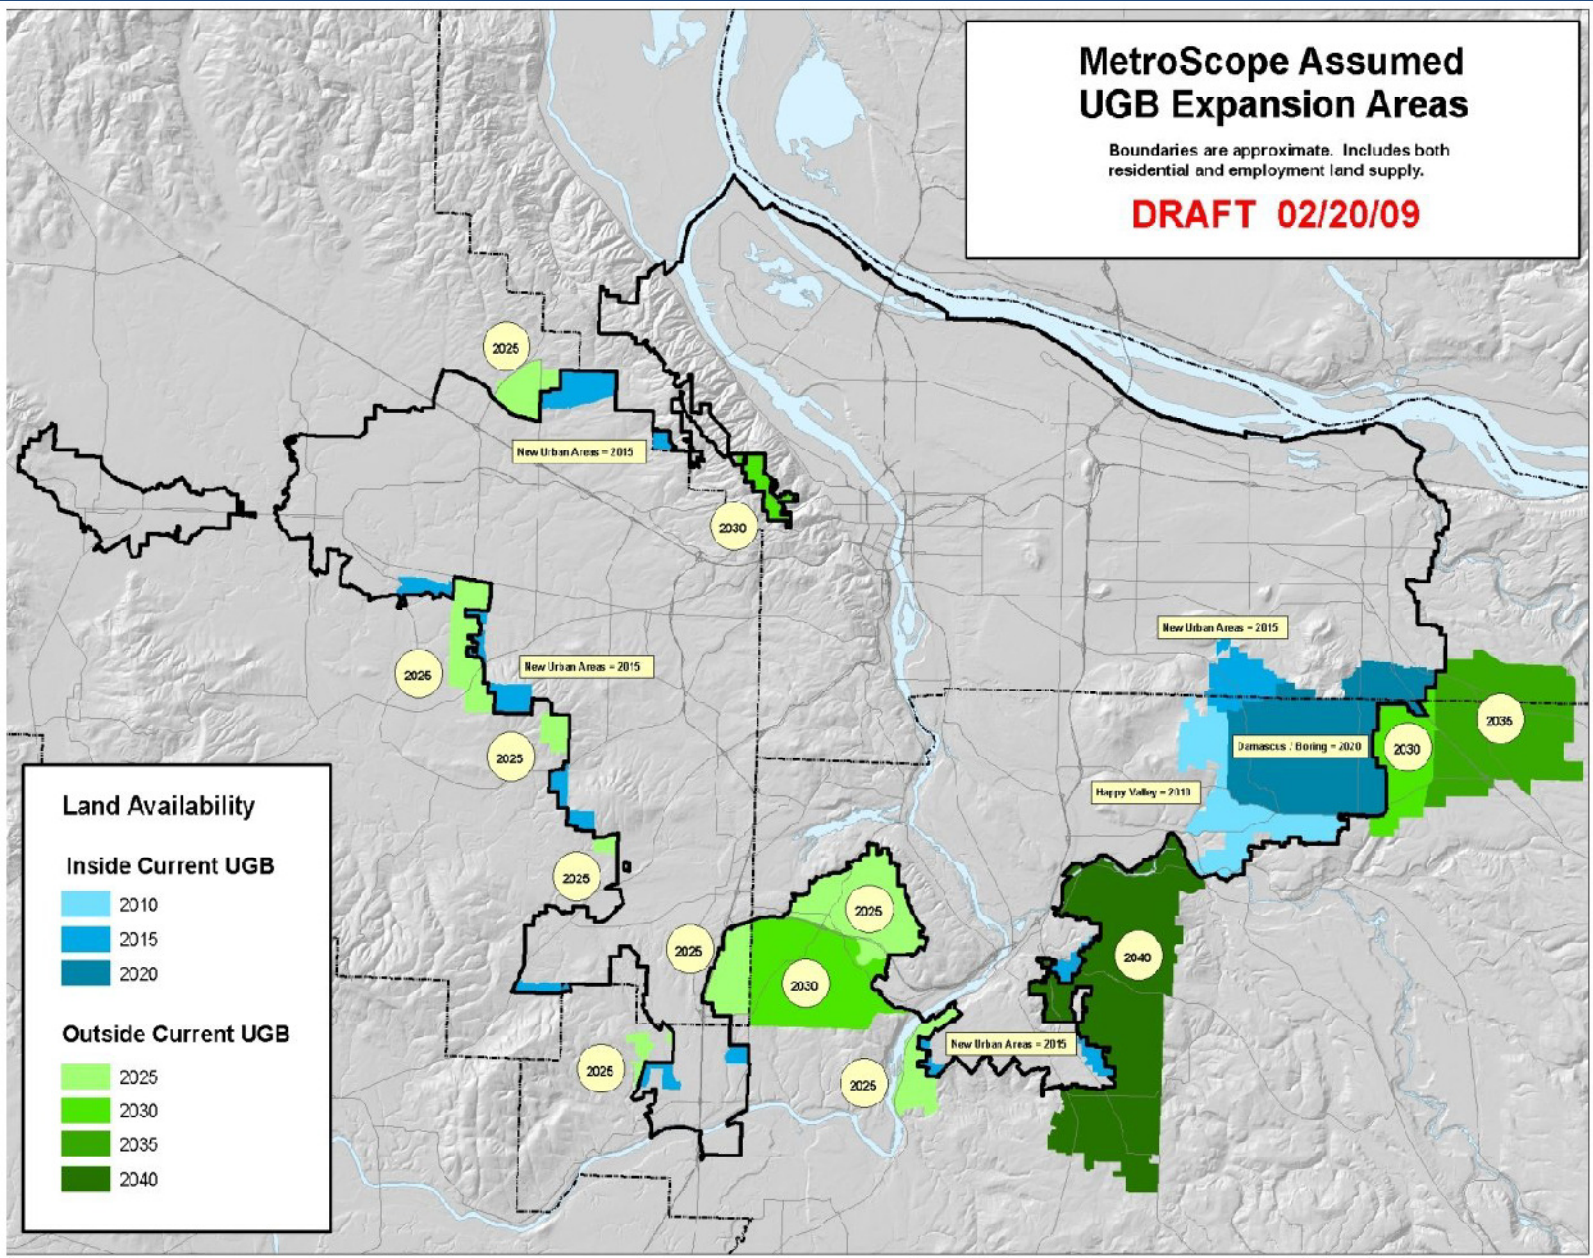 MetroScope Assumed
UGB Expansion Areas
Boundaries are approximate. Includes both
residential and employment land supply.
DRAFT 02/20/09
2025
New Urban Areas = 2015
2030
New Urban Areas = 2015
New Urban Areas = 2015
2025
2035
2030
Damascus / Boring = 2020
2025
Happy Valley = 2010
2025
2025
2025
2040
2030
New Urban Areas = 2015
2025
2025
Land Availability
Inside Current UGB
2010
2015
2020
Outside Current UGB
2025
2030
2035
2040